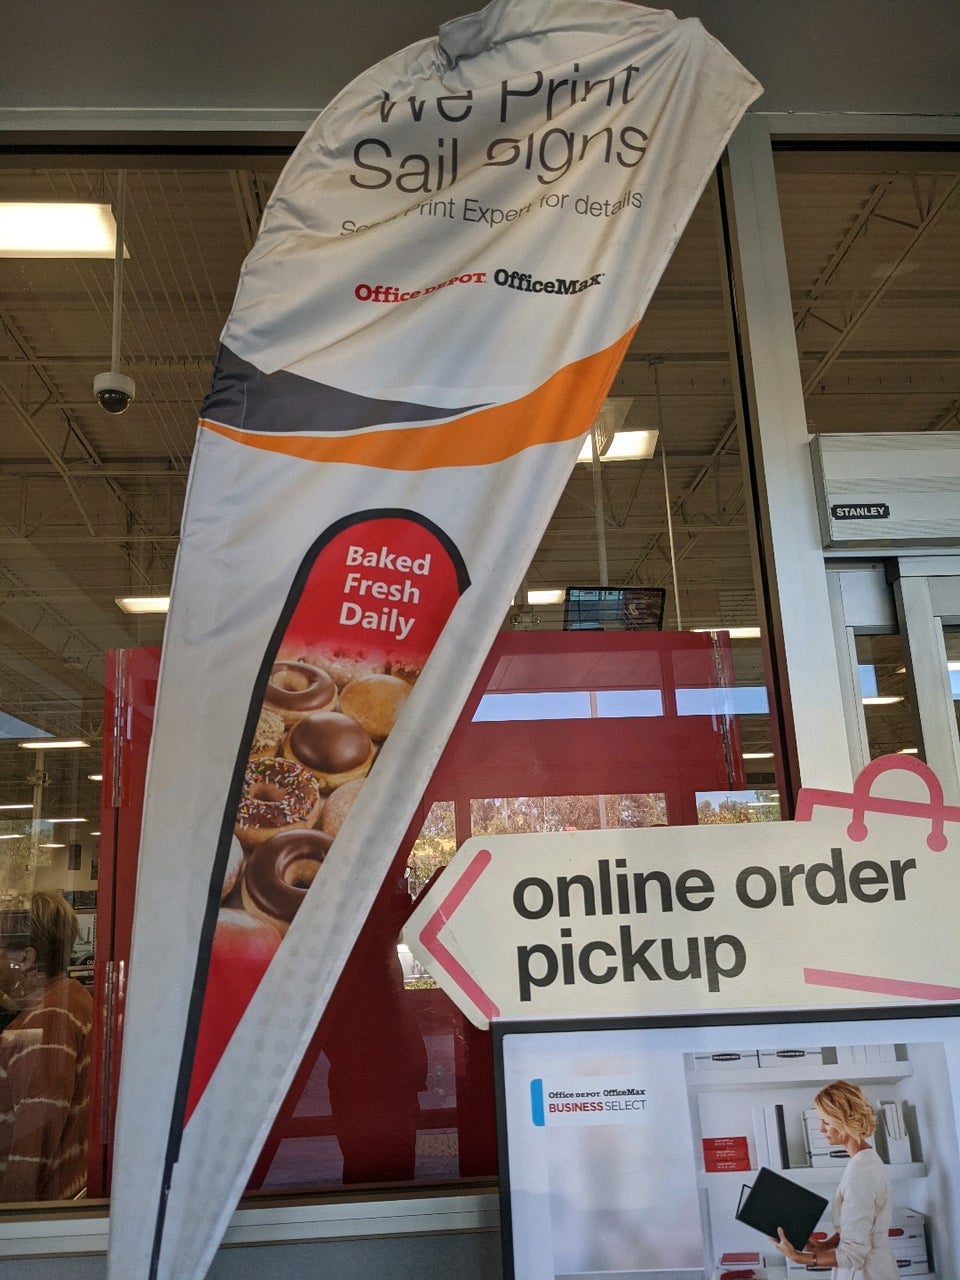 We Print
Sail Signs
Print Expert for details
Office DEPOT. OfficeMax
Baked
Fresh
Daily
STANLEY
online order
pickup
Office DEPOT OfficeMax
BUSINESS SELECT